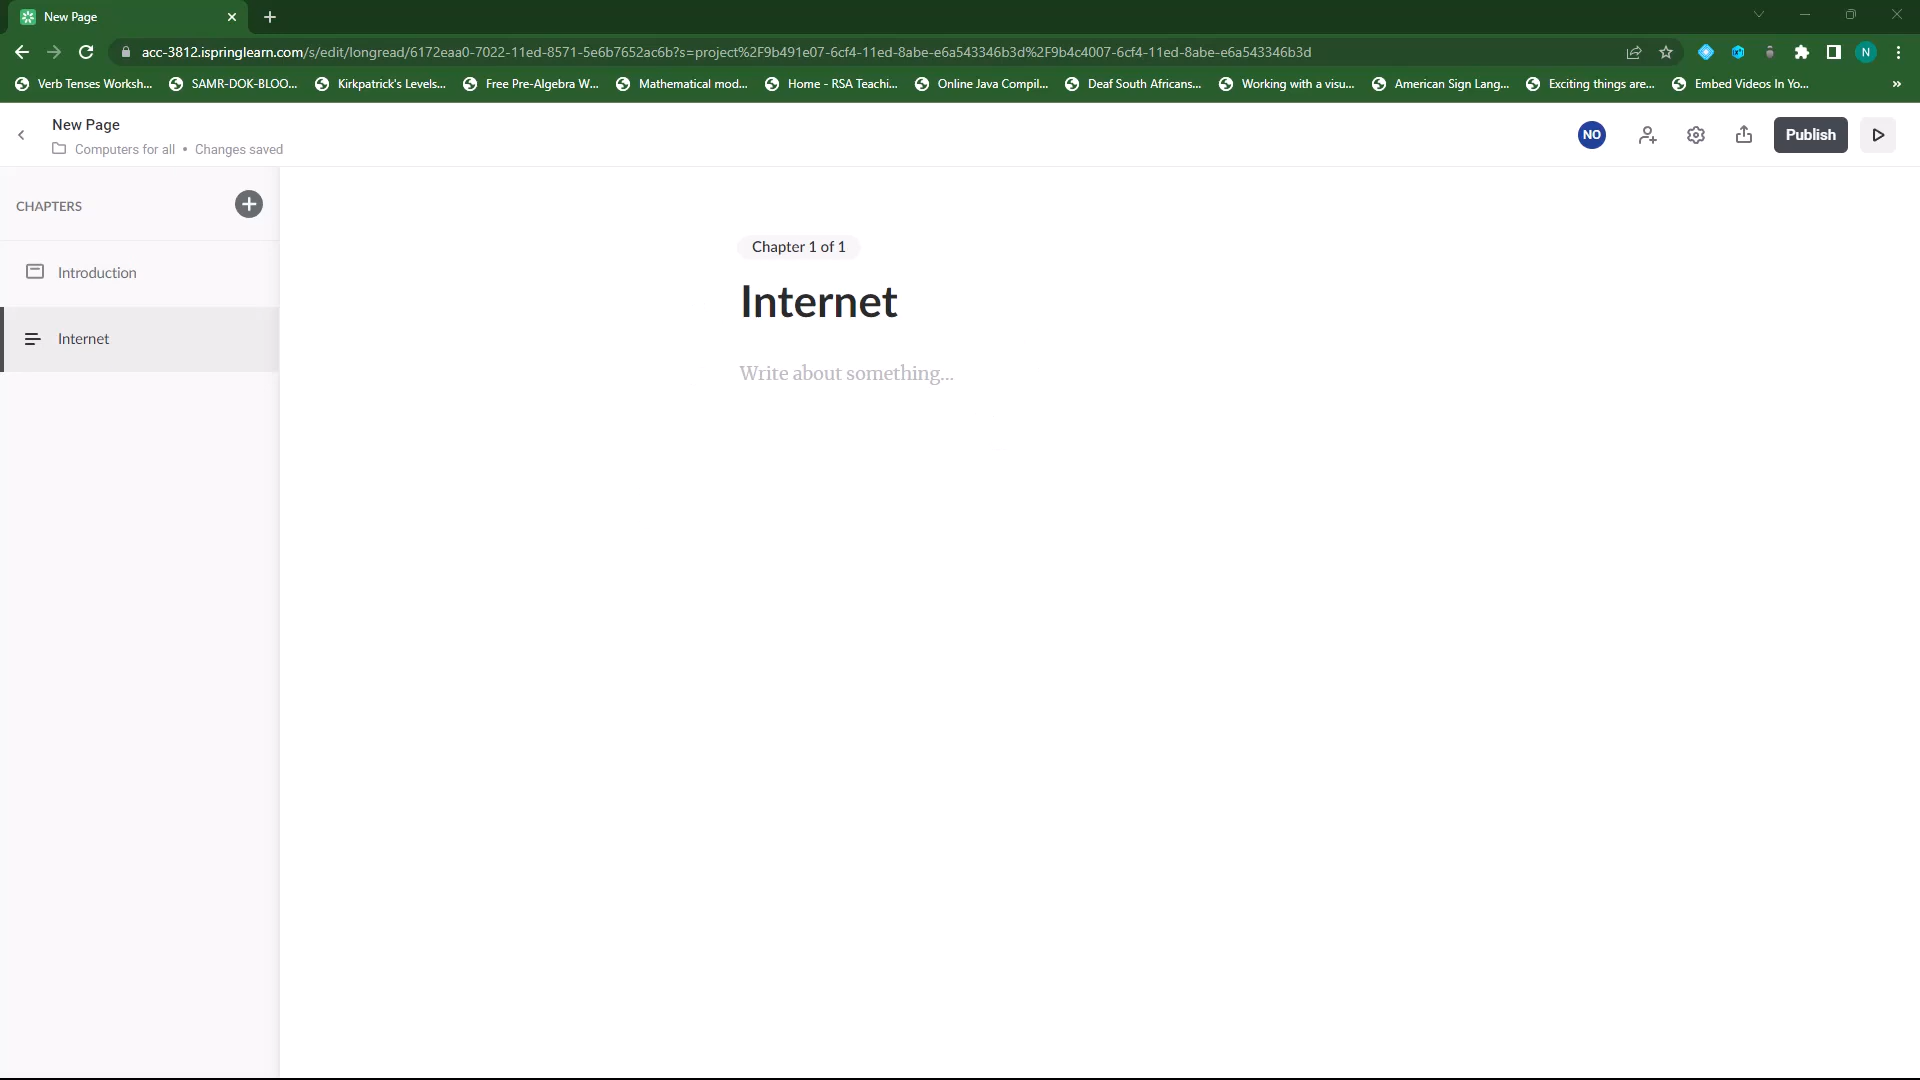 New Page
acc-3812.ispringlearn.com/s/edit/longread/6172eaa0-7022-11ed-8571-5e6b7652ac6b?s=project%2F9b491e07-6cf4-11ed-8abe-e6a543346b3d%2F9b4c4007-6cf4-11ed-8abe-e6a543346b3d
N
Verb Tenses Worksh... SAMR-DOK-BLOO... Kirkpatrick's Levels... Free Pre-Algebra W... Mathematical mod... Home - RSA Teachi... Online Java Compil... Deaf South Africans... Working with a visu... American Sign Lang... Exciting things are... Embed Videos In Yo... »
New Page
Computers for all • Changes saved
NO
Publish
CHAPTERS
Introduction
Internet
Chapter 1 of 1
Internet
Write about something...